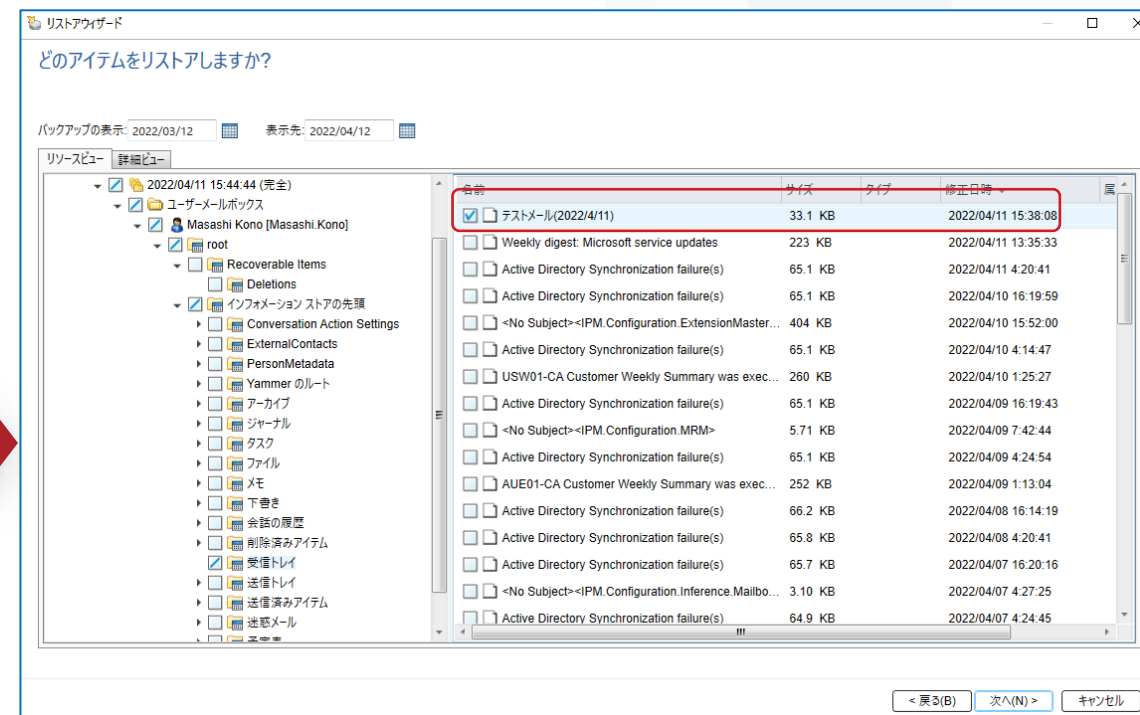 リストアウィザード
どのアイテムをリストアしますか?
バックアップの表示: 2022/03/12 表示先: 2022/04/12
リソースビュー 詳細ビュー
2022/04/11 15:44:44 (完全)
ユーザーメールボックス
Masashi Kono [Masashi.Kono]
root
Recoverable Items
Deletions
インフォメーション ストアの先頭
Conversation Action Settings
ExternalContacts
PersonMetadata
Yammer のルート
アーカイブ
ジャーナル
タスク
ファイル
メモ
下書き
会話の履歴
削除済みアイテム
受信トレイ
送信トレイ
送信済みアイテム
迷惑メール
名前 サイズ タイプ 修正日時 属
テストメール(2022/4/11) 33.1 KB 2022/04/11 15:38:08
Weekly digest: Microsoft service updates 223 KB 2022/04/11 13:35:33
Active Directory Synchronization failure(s) 65.1 KB 2022/04/11 4:20:41
Active Directory Synchronization failure(s) 65.1 KB 2022/04/10 16:19:59
<No Subject><IPM.Configuration.ExtensionMaster... 404 KB 2022/04/10 15:52:00
Active Directory Synchronization failure(s) 65.1 KB 2022/04/10 4:14:47
USW01-CA Customer Weekly Summary was exec... 260 KB 2022/04/10 1:25:27
Active Directory Synchronization failure(s) 65.1 KB 2022/04/09 16:19:43
<No Subject><IPM.Configuration.MRM> 5.71 KB 2022/04/09 7:42:44
Active Directory Synchronization failure(s) 65.1 KB 2022/04/09 4:24:54
AUE01-CA Customer Weekly Summary was exec... 252 KB 2022/04/09 1:13:04
Active Directory Synchronization failure(s) 66.2 KB 2022/04/08 16:14:19
Active Directory Synchronization failure(s) 65.8 KB 2022/04/08 4:20:41
Active Directory Synchronization failure(s) 65.7 KB 2022/04/07 16:20:16
<No Subject><IPM.Configuration.Inference.Mailbo... 3.10 KB 2022/04/07 4:27:25
Active Directory Synchronization failure(s) 64.9 KB 2022/04/07 4:24:45
< 戻る(B) 次へ(N) > キャンセル